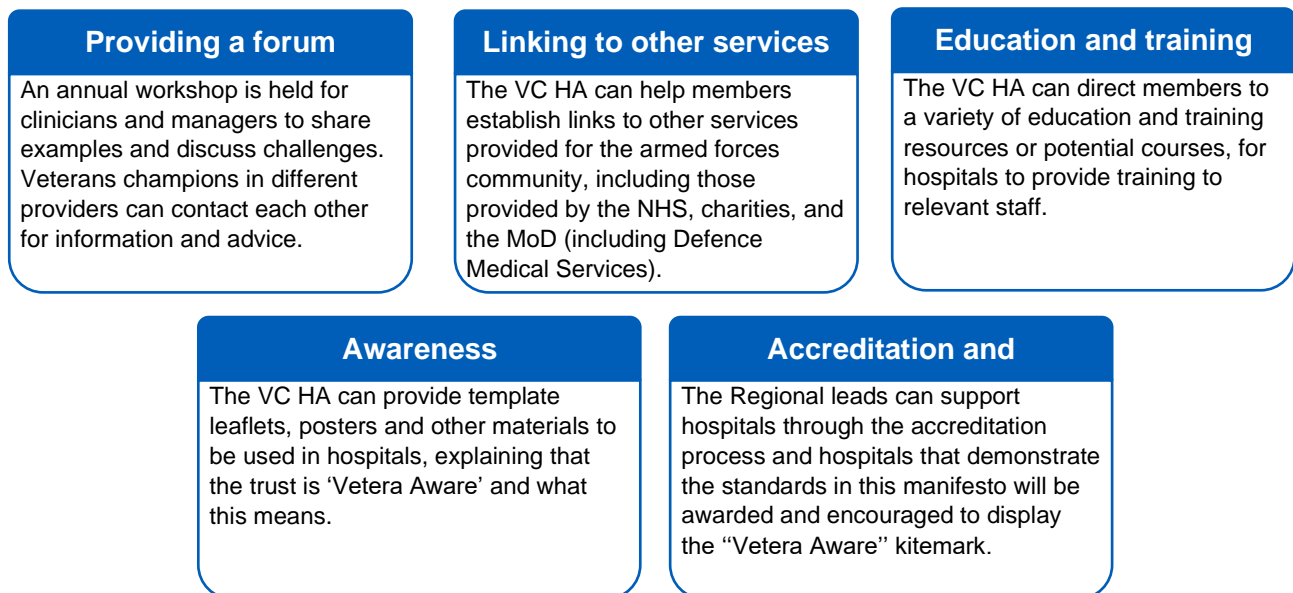 Providing a forum
An annual workshop is held for
clinicians and managers to share
examples and discuss challenges.
Veterans champions in different
providers can contact each other
for information and advice.
Linking to other services
The VC HA can help members
establish links to other services
provided for the armed forces
community, including those
provided by the NHS, charities, and
the MoD (including Defence
Medical Services).
Education and training
The VC HA can direct members to
a variety of education and training
resources or potential courses, for
hospitals to provide training to
relevant staff.
Awareness
The VC HA can provide template
leaflets, posters and other materials to
be used in hospitals, explaining that
the trust is ‘Vetera Aware’ and what
this means.
Accreditation and
The Regional leads can support
hospitals through the accreditation
process and hospitals that demonstrate
the standards in this manifesto will be
awarded and encouraged to display
the ‘‘Vetera Aware’’ kitemark.